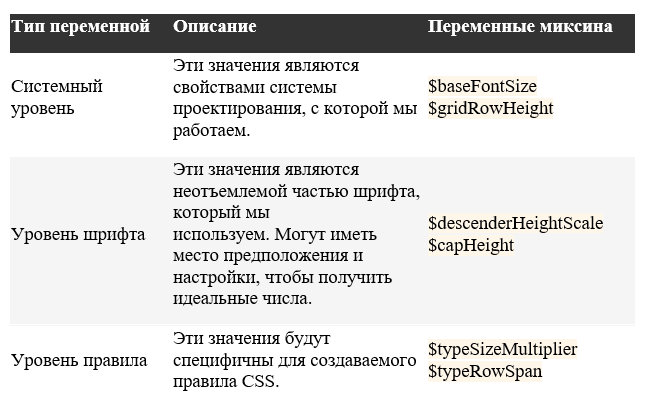 Тип переменной Описание Переменные миксина
Системный уровень
Эти значения являются
свойствами системы
проектирования, с которой мы
работаем.
$baseFontSize
$gridRowHeight
Уровень шрифта
Эти значения являются
неотъемлемой частью шрифта,
который мы
используем. Могут иметь
место предположения и
настройки, чтобы получить
идеальные числа.
$descenderHeightScale
$capHeight
Уровень правила
Эти значения будут
специфичны для создаваемого
правила CSS.
$typeSizeMultiplier
$typeRowSpan